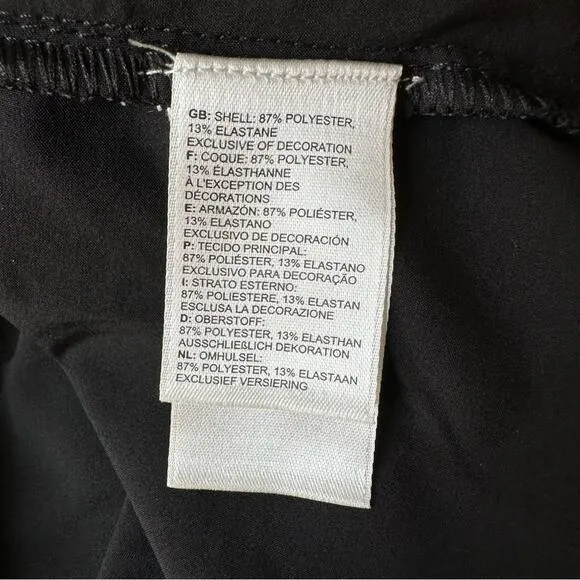 GB: SHELL: 87% POLYESTER,
13% ELASTANE
EXCLUSIVE OF DECORATION
F: COQUE: 87% POLYESTER,
13% ÉLASTHANNE
À L'EXCEPTION DES
DÉCORATIONS
E: ARMAZÓN: 87% POLIÉSTER,
13% ELASTANO
EXCLUSIVO DE DECORACIÓN
P: TECIDO PRINCIPAL:
87% POLIÉSTER, 13% ELASTANO
EXCLUSIVO PARA DECORAÇÃO
I: STRATO ESTERNO:
87% POLIESTERE, 13% ELASTAN
ESCLUSA LA DECORAZIONE
D: OBERSTOFF:
87% POLYESTER, 13% ELASTHAN
AUSSCHLIEßLICH DEKORATION
NL: OMHULSEL:
87% POLYESTER, 13% ELASTAAN
EXCLUSIEF VERSIERING